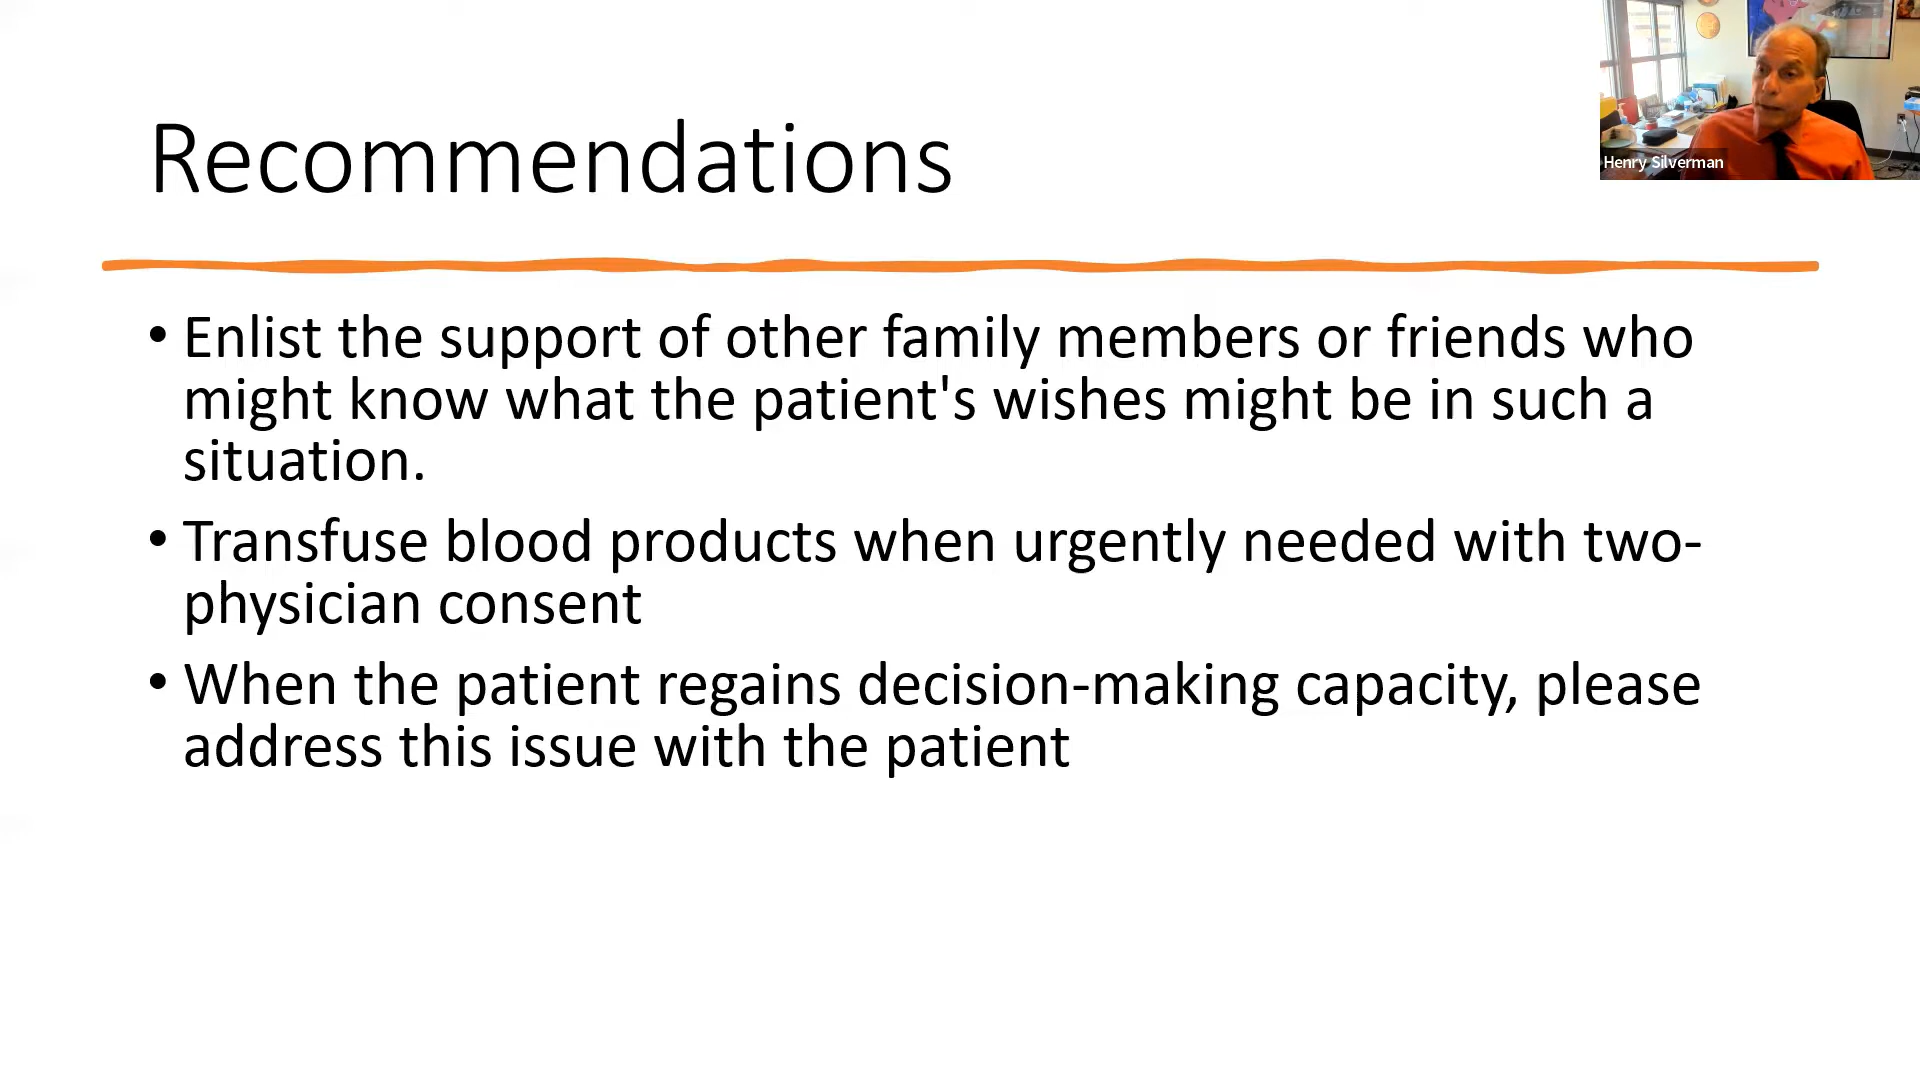 Recommendations
Henry Silverman
• Enlist the support of other family members or friends who
might know what the patient's wishes might be in such a
situation.
• Transfuse blood products when urgently needed with two-
physician consent
• When the patient regains decision-making capacity, please
address this issue with the patient